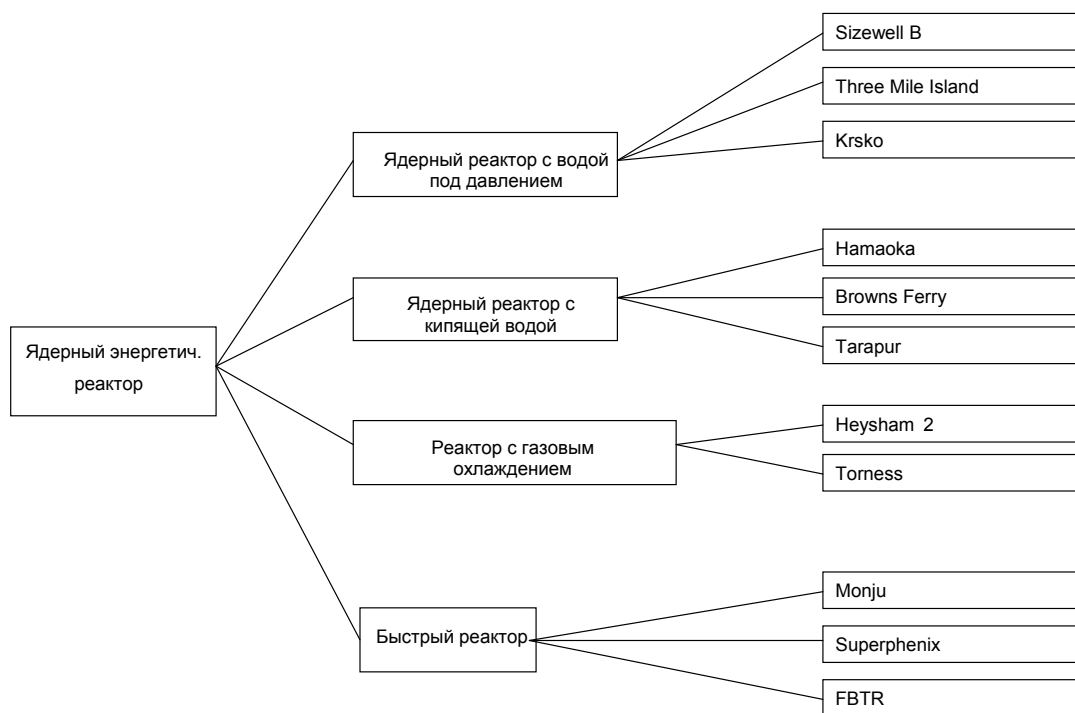 Ядерный энергетич.
реактор
Ядерный реактор с водой
под давлением
Sizewell B
Three Mile Island
Krsko
Ядерный реактор с
кипящей водой
Hamaoka
Browns Ferry
Tarapur
Реактор с газовым
охлаждением
Heysham 2
Torness
Быстрый реактор
Monju
Superphenix
FBTR